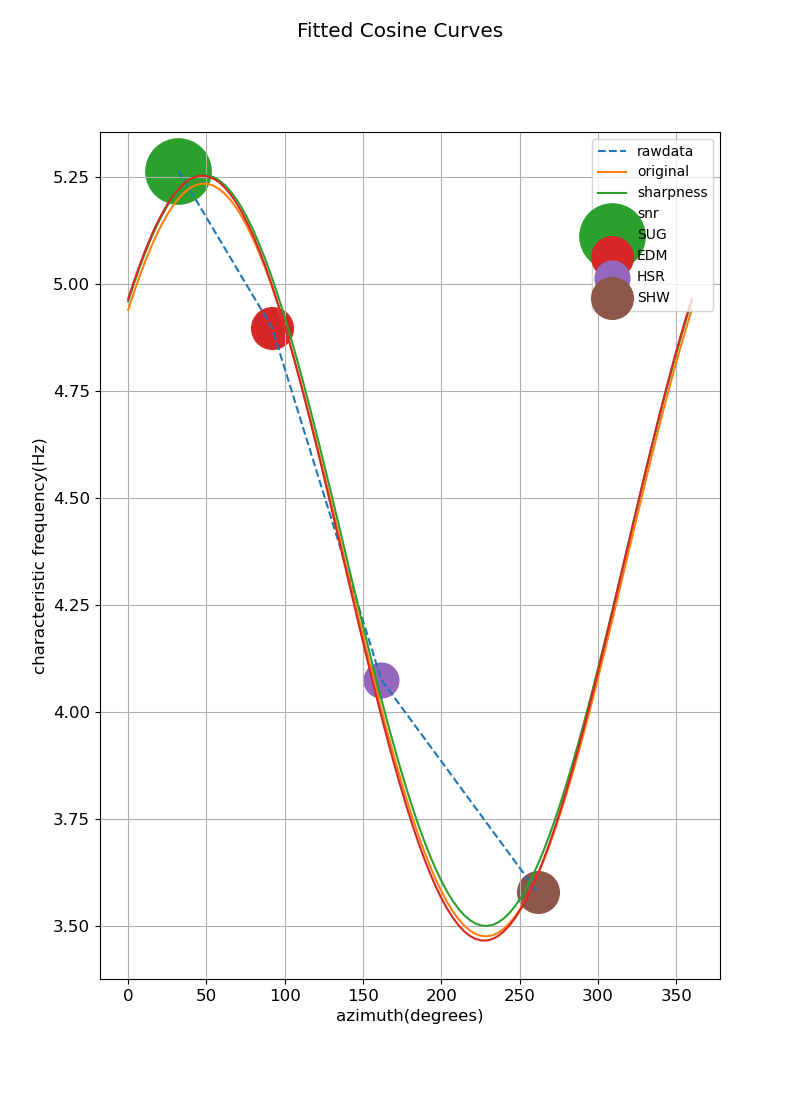 Fitted Cosine Curves
rawdata
original
sharpness
snr
SUG
EDM
HSR
SHW
characteristic frequency(Hz)
5.25
5.00
4.75
4.50
4.25
4.00
3.75
3.50
0 50 100 150 200 250 300 350
azimuth(degrees)